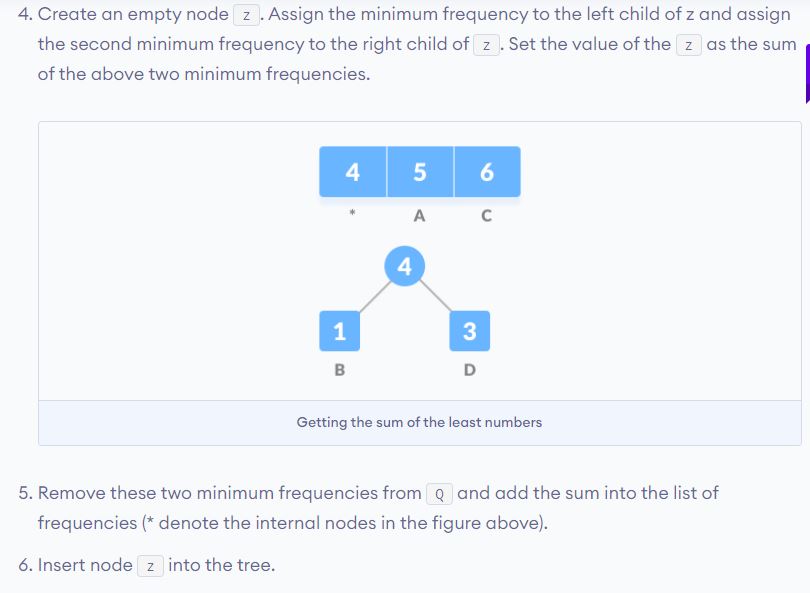 4. Create an empty node z . Assign the minimum frequency to the left child of z and assign
the second minimum frequency to the right child of z . Set the value of the z as the sum
of the above two minimum frequencies.
4 5 6
* A C
4
1 3
B D
Getting the sum of the least numbers
5. Remove these two minimum frequencies from Q and add the sum into the list of
frequencies (* denote the internal nodes in the figure above).
6. Insert node z into the tree.